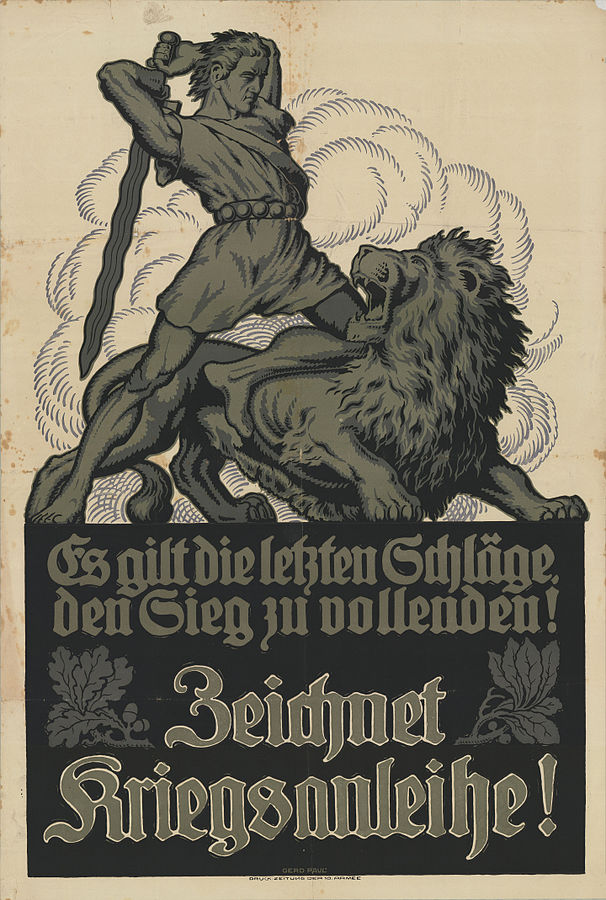 Es gilt die letzten Schläge,
den Sieg zu vollenden!
Zeichnet
Kriegsanleihe!
GERD PAUL
DRUCK: ZEITUNG DER 10. ARMEE